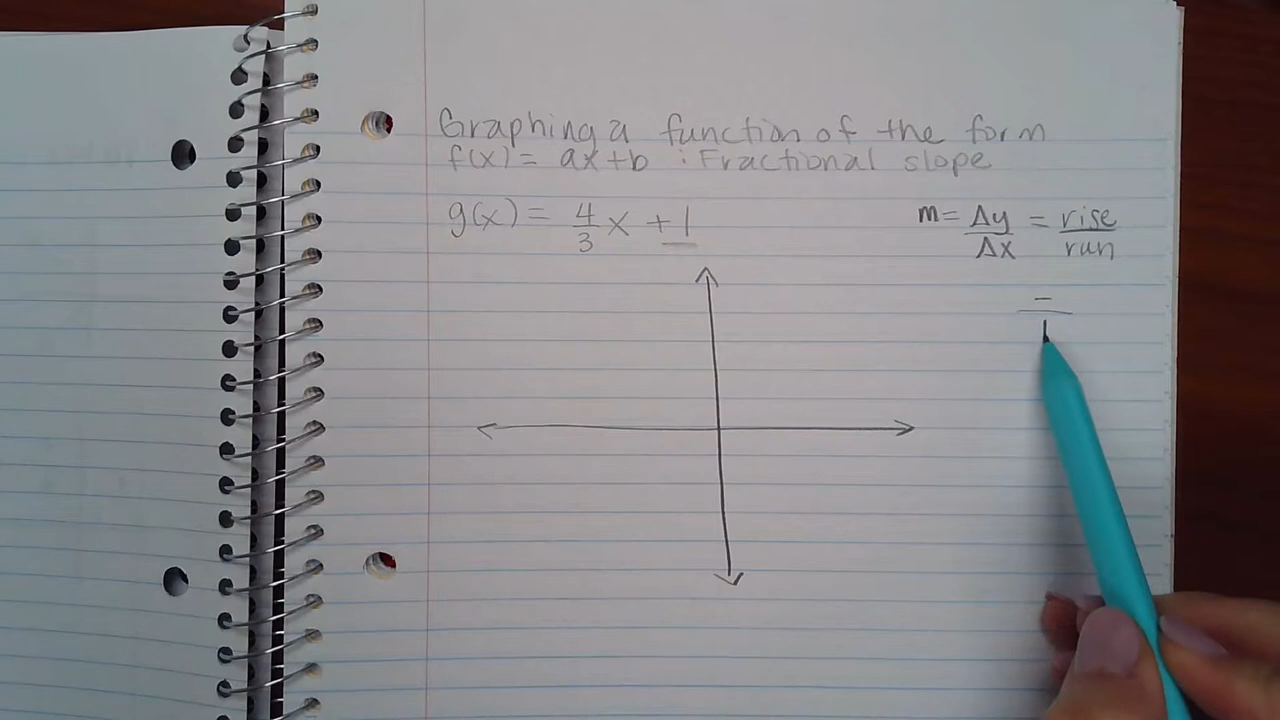 Graphing a function of the form
f(x) = ax + b : Fractional slope
g(x) = 4/3 x + 1
m = Δy/Δx = rise/run